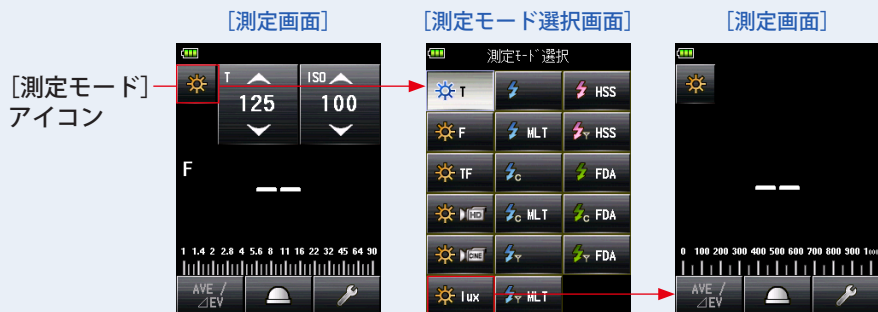 [測定画面]
[測定モード選択画面]
[測定画面]
[測定モード]
アイコン
T
ISO
125
100
F
1 1.4 2 2.8 4 5.6 8 11 16 22 32 45 64 90
AVE /
⊿EV
測定ﾓｰﾄﾞ選択
T
HSS
F
MLT
HSS
TF
C
FDA
HD
C MLT
C FDA
CINE
FDA
lux
MLT
0 100 200 300 400 500 600 700 800 900 1000
AVE /
⊿EV